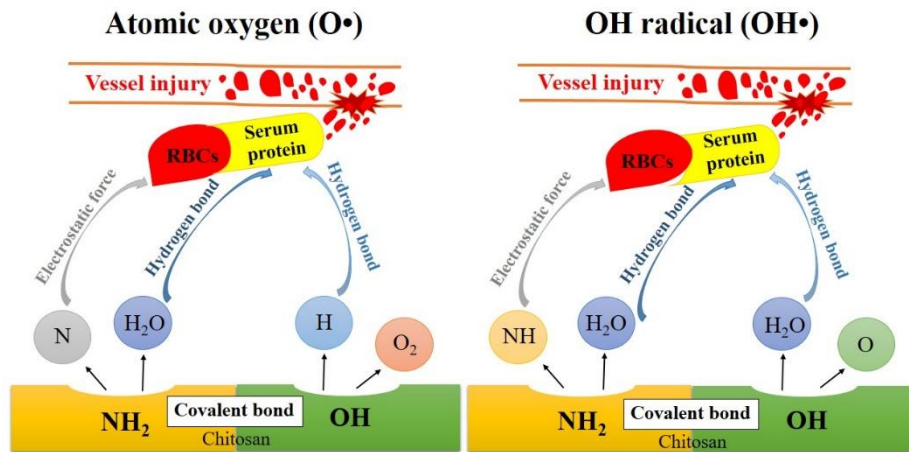 Atomic oxygen (O•)
Vessel injury
RBCs
Serum
protein
Electrostatic force
Hydrogen bond
Hydrogen bond
N
H₂O
H
O₂
NH₂
Covalent bond
OH
Chitosan
OH radical (OH•)
Vessel injury
RBCs
Serum
protein
Electrostatic force
Hydrogen bond
Hydrogen bond
NH
H₂O
H₂O
O
NH₂
Covalent bond
OH
Chitosan